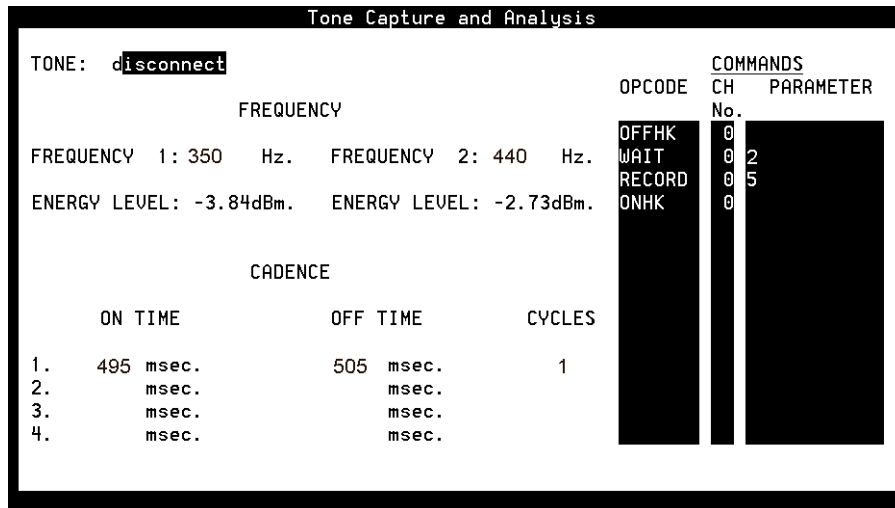 Tone Capture and Analysis
TONE: disconnect
COMMANDS
OPCODE CH No. PARAMETER
FREQUENCY
FREQUENCY 1: 350 Hz. FREQUENCY 2: 440 Hz.
ENERGY LEVEL: -3.84dBm. ENERGY LEVEL: -2.73dBm.
OFFHK 0
WAIT 0 2
RECORD 0 5
ONHK 0
CADENCE
ON TIME OFF TIME CYCLES
1. 495 msec. 505 msec. 1
2. msec. msec.
3. msec. msec.
4. msec. msec.